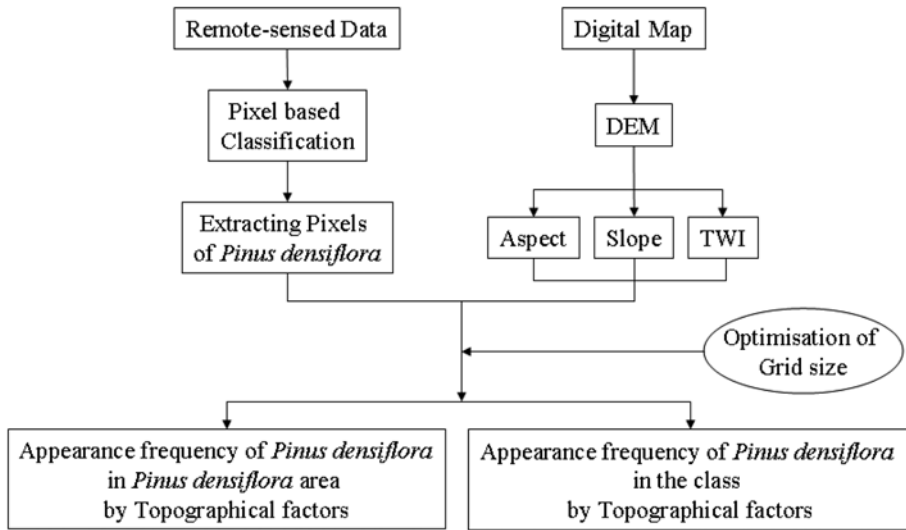 Remote-sensed Data
Digital Map
Pixel based
Classification
DEM
Extracting Pixels
of Pinus densiflora
Aspect
Slope
TWI
Optimisation of
Grid size
Appearance frequency of Pinus densiflora
in Pinus densiflora area
by Topographical factors
Appearance frequency of Pinus densiflora
in the class
by Topographical factors